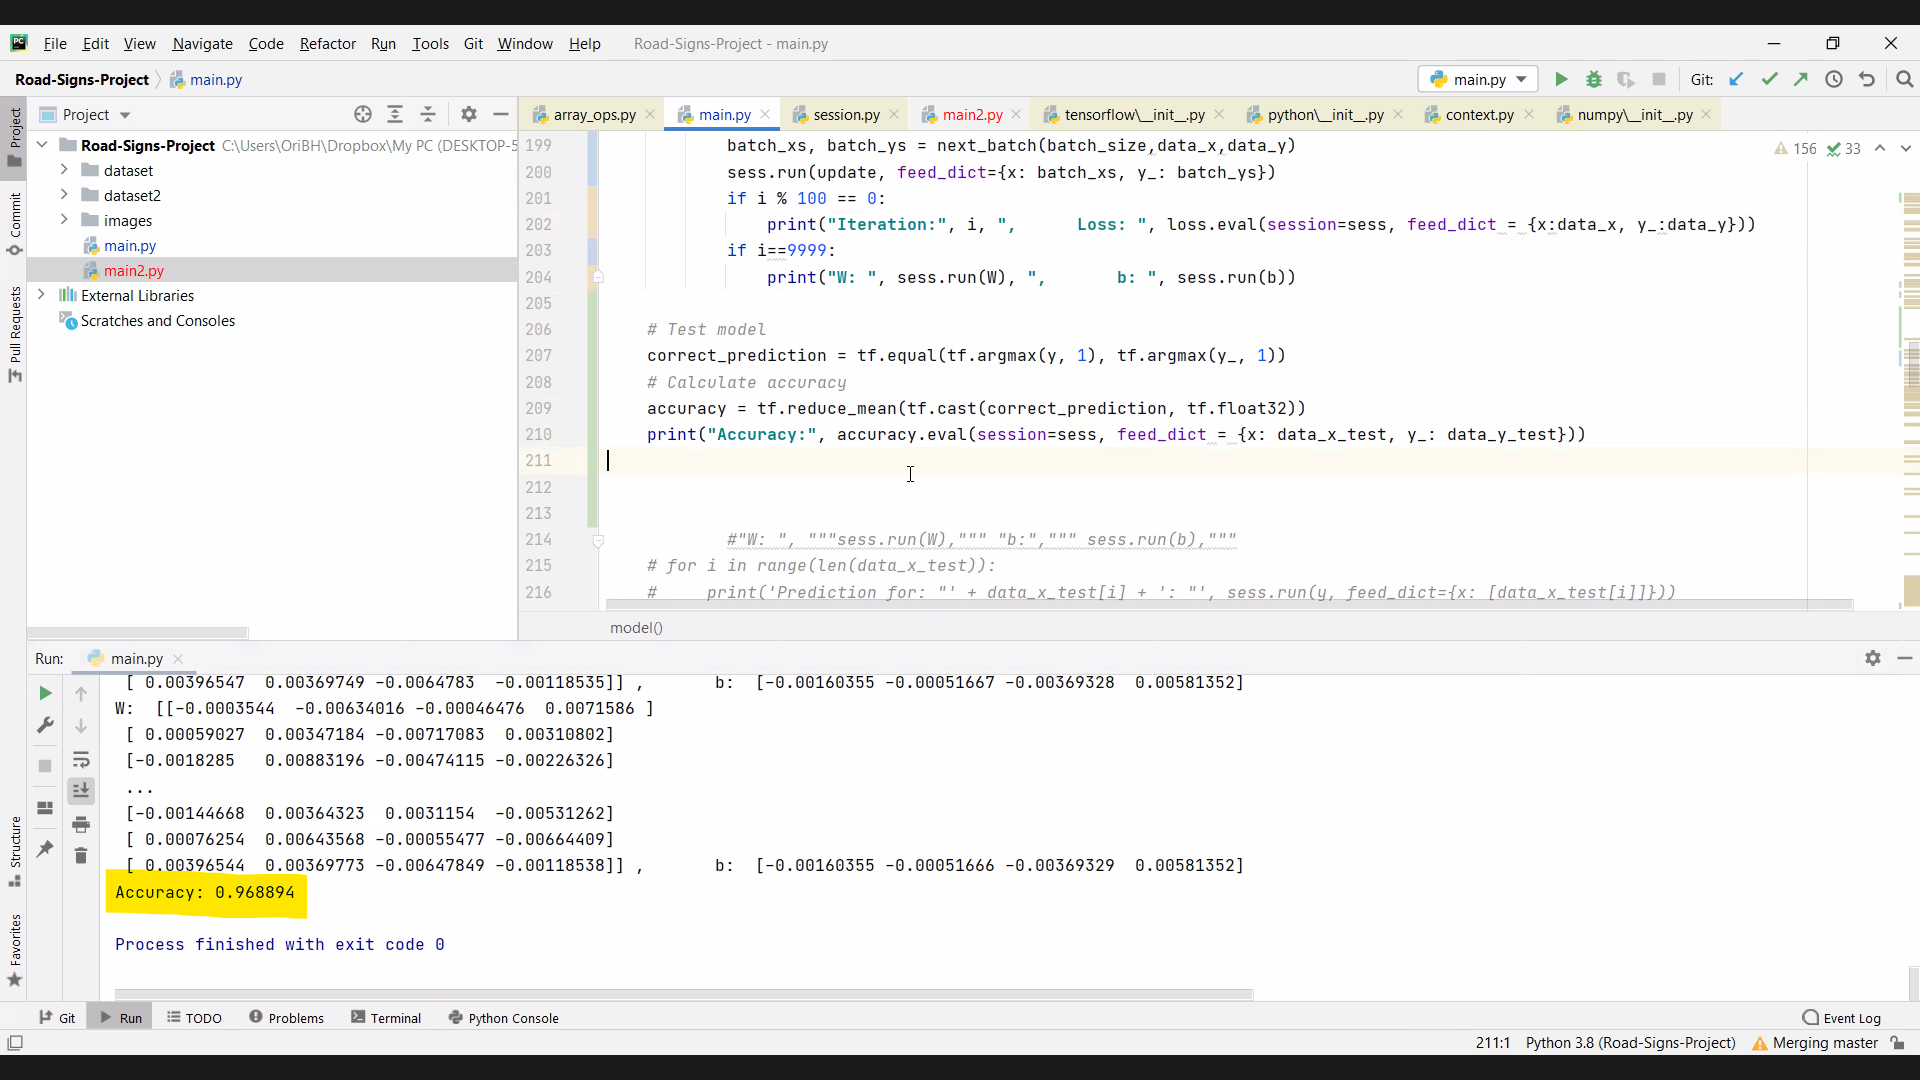 PC File Edit View Navigate Code Refactor Run Tools Git Window Help Road-Signs-Project - main.py
Road-Signs-Project main.py main.py Git:
Project
Commit
Pull Requests
Structure
Favorites
Project
Road-Signs-Project C:\Users\OriBH\Dropbox\My PC (DESKTOP-5
dataset
dataset2
images
main.py
main2.py
External Libraries
Scratches and Consoles
array_ops.py main.py session.py main2.py tensorflow\__init__.py python\__init__.py context.py numpy\__init__.py
156 33
199 batch_xs, batch_ys = next_batch(batch_size,data_x,data_y)
200 sess.run(update, feed_dict={x: batch_xs, y_: batch_ys})
201 if i % 100 == 0:
202 print("Iteration:", i, ", Loss: ", loss.eval(session=sess, feed_dict = {x:data_x, y_:data_y}))
203 if i==9999:
204 print("W: ", sess.run(W), ", b: ", sess.run(b))
205
206 # Test model
207 correct_prediction = tf.equal(tf.argmax(y, 1), tf.argmax(y_, 1))
208 # Calculate accuracy
209 accuracy = tf.reduce_mean(tf.cast(correct_prediction, tf.float32))
210 print("Accuracy:", accuracy.eval(session=sess, feed_dict = {x: data_x_test, y_: data_y_test}))
211
212
213
214 #"W: ", """sess.run(W),""" "b:",""" sess.run(b),"""
215 # for i in range(len(data_x_test)):
216 # print('Prediction for: "' + data_x_test[i] + ': "', sess.run(y, feed_dict={x: [data_x_test[i]]}))
model()
Run: main.py
[ 0.00396547 0.00369749 -0.0064783 -0.00118535]] , b: [-0.00160355 -0.00051667 -0.00369328 0.00581352]
W: [[-0.0003544 -0.00634016 -0.00046476 0.0071586 ]
[ 0.00059027 0.00347184 -0.00717083 0.00310802]
[-0.0018285 0.00883196 -0.00474115 -0.00226326]
...
[-0.00144668 0.00364323 0.0031154 -0.00531262]
[ 0.00076254 0.00643568 -0.00055477 -0.00664409]
[ 0.00396544 0.00369773 -0.00647849 -0.00118538]] , b: [-0.00160355 -0.00051666 -0.00369329 0.00581352]
Accuracy: 0.968894
Process finished with exit code 0
Git Run TODO Problems Terminal Python Console Event Log
211:1 Python 3.8 (Road-Signs-Project) Merging master